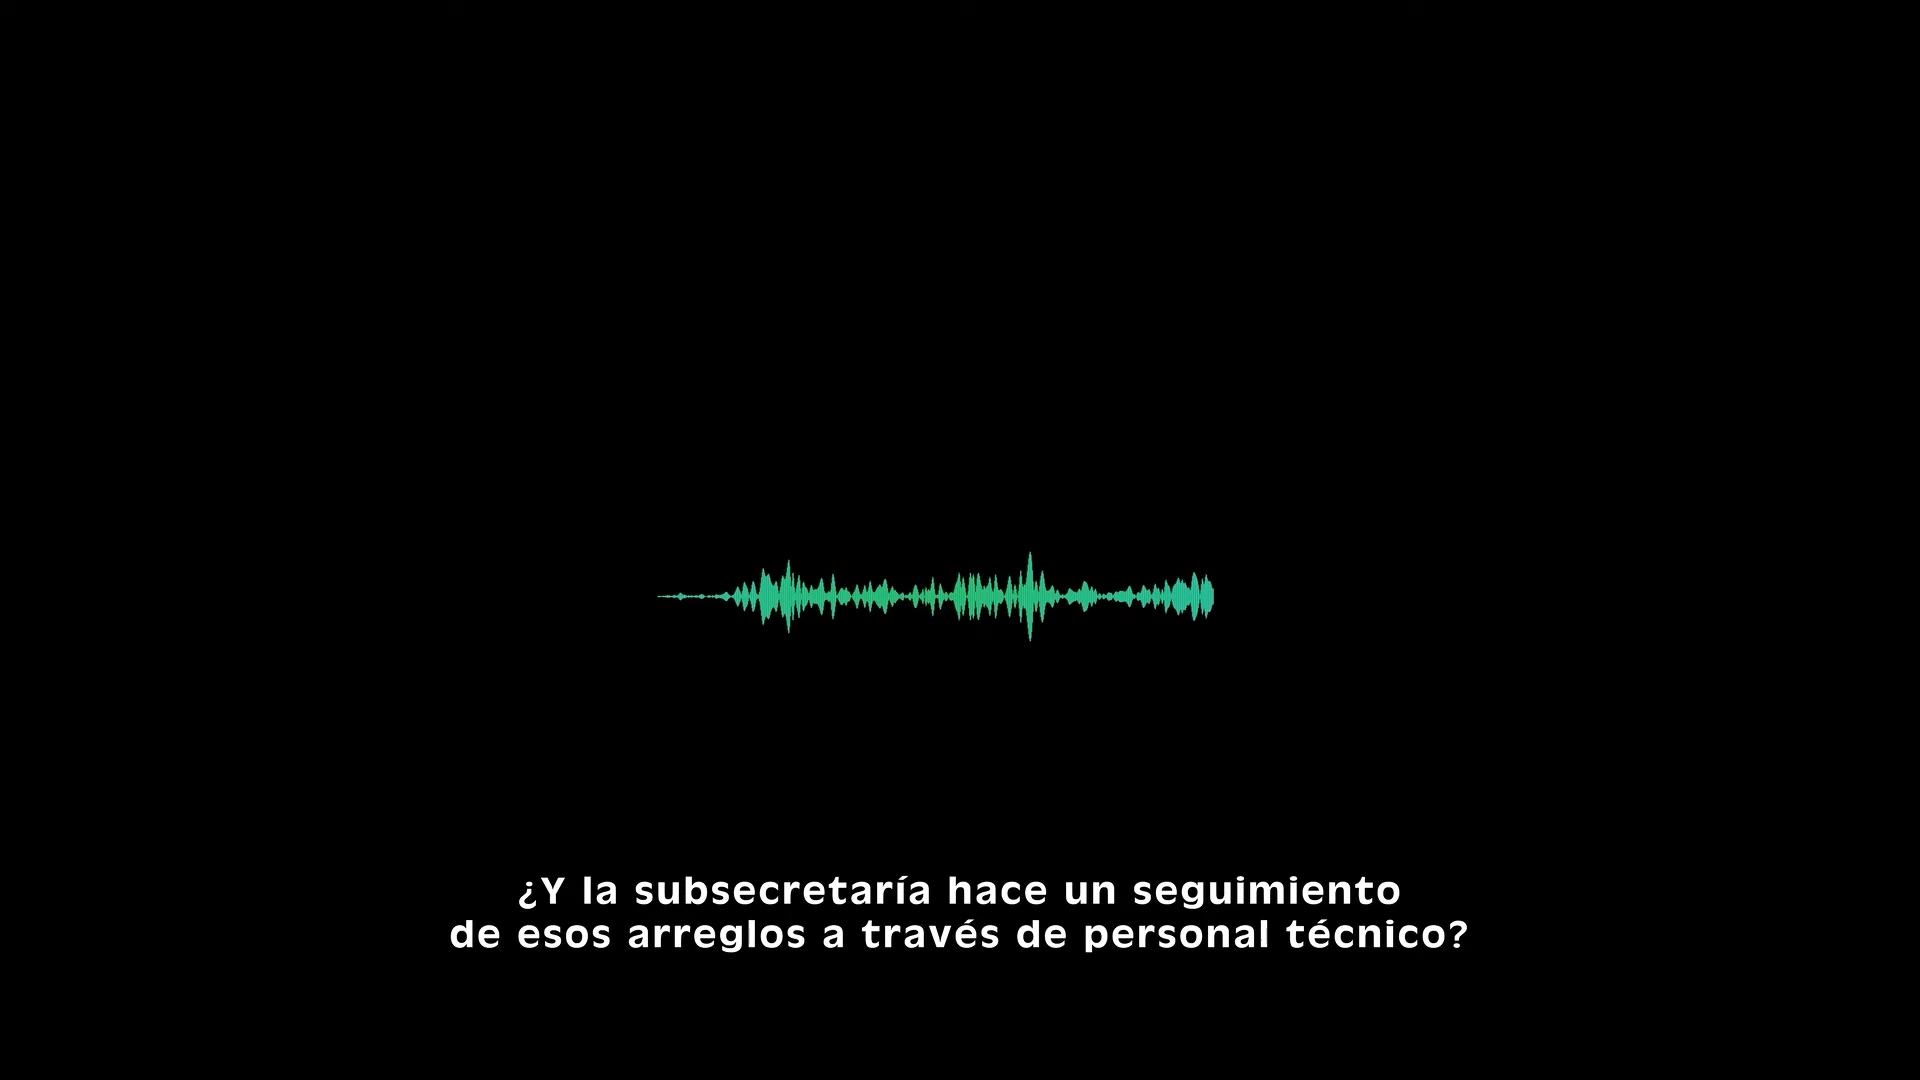 ¿Y la subsecretaría hace un seguimiento
de esos arreglos a través de personal técnico?